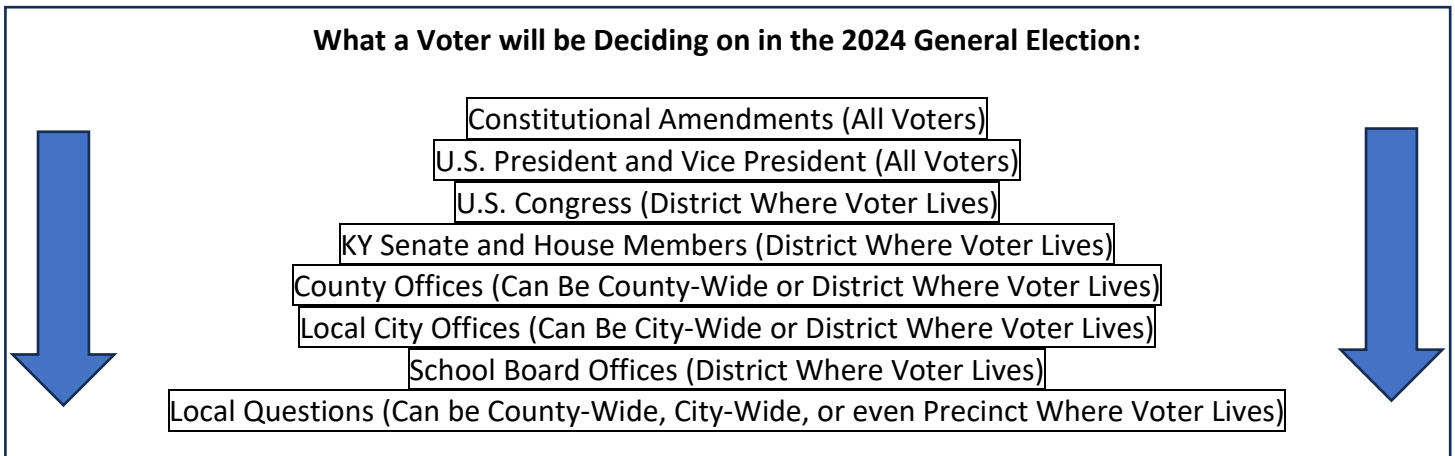 What a Voter will be Deciding on in the 2024 General Election:
Constitutional Amendments (All Voters)
U.S. President and Vice President (All Voters)
U.S. Congress (District Where Voter Lives)
KY Senate and House Members (District Where Voter Lives)
County Offices (Can Be County-Wide or District Where Voter Lives)
Local City Offices (Can Be City-Wide or District Where Voter Lives)
School Board Offices (District Where Voter Lives)
Local Questions (Can be County-Wide, City-Wide, or even Precinct Where Voter Lives)